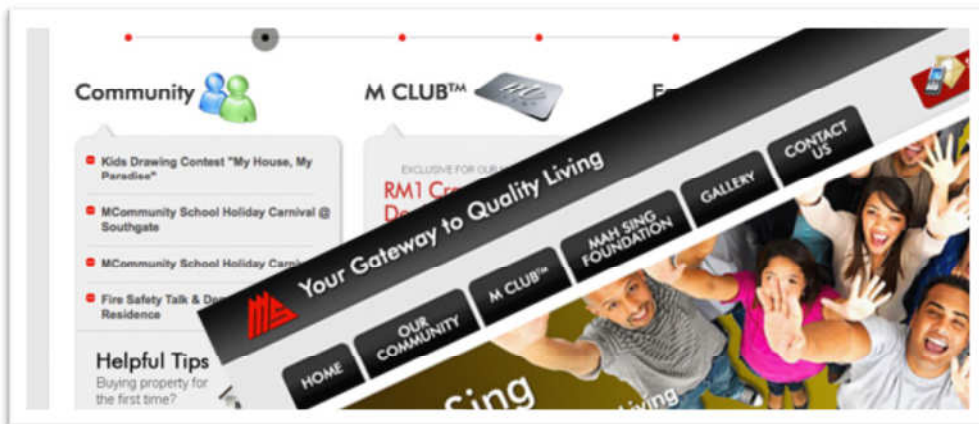 Community
M CLUB™
Kids Drawing Contest "My House, My
Paradise"
MCommunity School Holiday Carnival @
Southgate
MCommunity School Holiday
Fire Safety Talk &
Residence
Helpful Tips
Buying property for
the first time?
EXCLUSIVE FOR OUR
RM1
Your Gateway to Quality Living
HOME
OUR
COMMUNITY
M CLUB™
MAH SING
FOUNDATION
GALLERY
CONTACT
US
Sing
Living